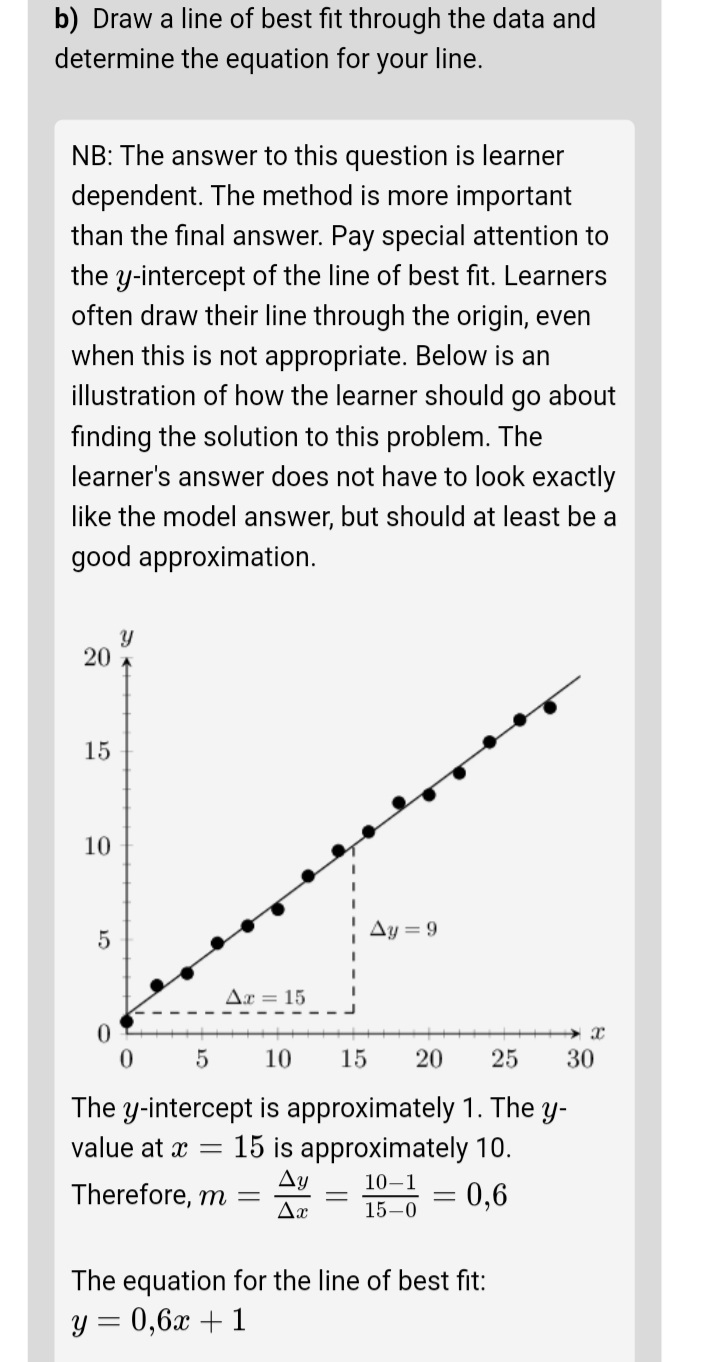 b) Draw a line of best fit through the data and
determine the equation for your line.
NB: The answer to this question is learner
dependent. The method is more important
than the final answer. Pay special attention to
the y-intercept of the line of best fit. Learners
often draw their line through the origin, even
when this is not appropriate. Below is an
illustration of how the learner should go about
finding the solution to this problem. The
learner's answer does not have to look exactly
like the model answer, but should at least be a
good approximation.
y
20
15
10
5
0
Δy = 9
Δx = 15
x
0 5 10 15 20 25 30
The y-intercept is approximately 1. The y-
value at x = 15 is approximately 10.
Therefore, m = Δy/Δx = 10−1/15−0 = 0,6
The equation for the line of best fit:
y = 0,6x + 1